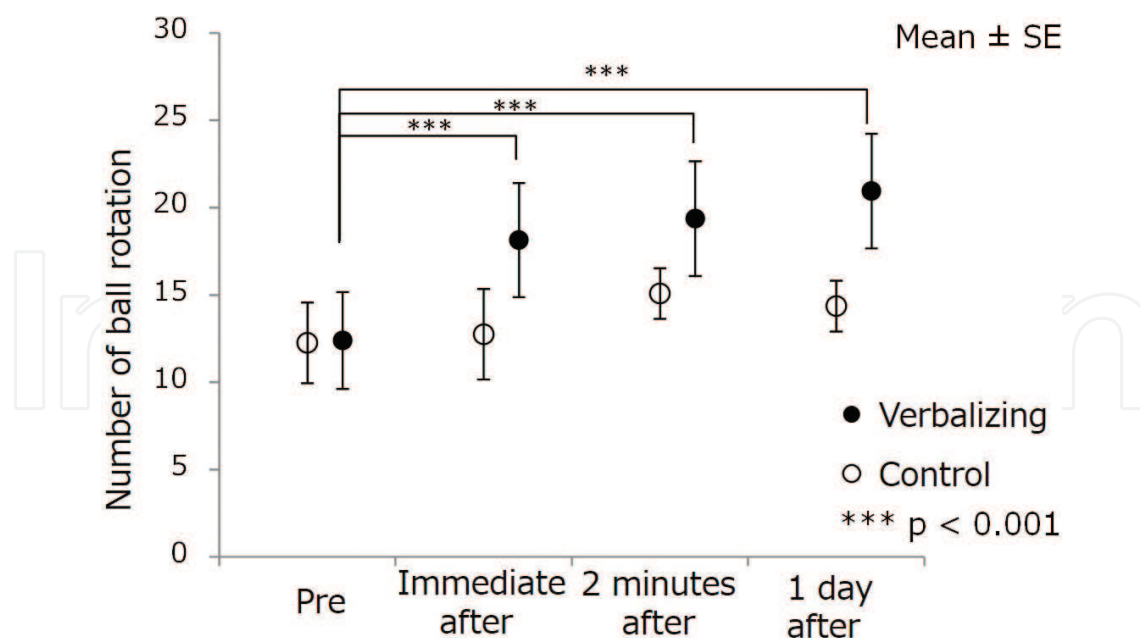 Mean ± SE
Number of ball rotation
30
25
20
15
10
5
0
***
***
***
Verbalizing
Control
*** p < 0.001
Pre
Immediate after
2 minutes after
1 day after